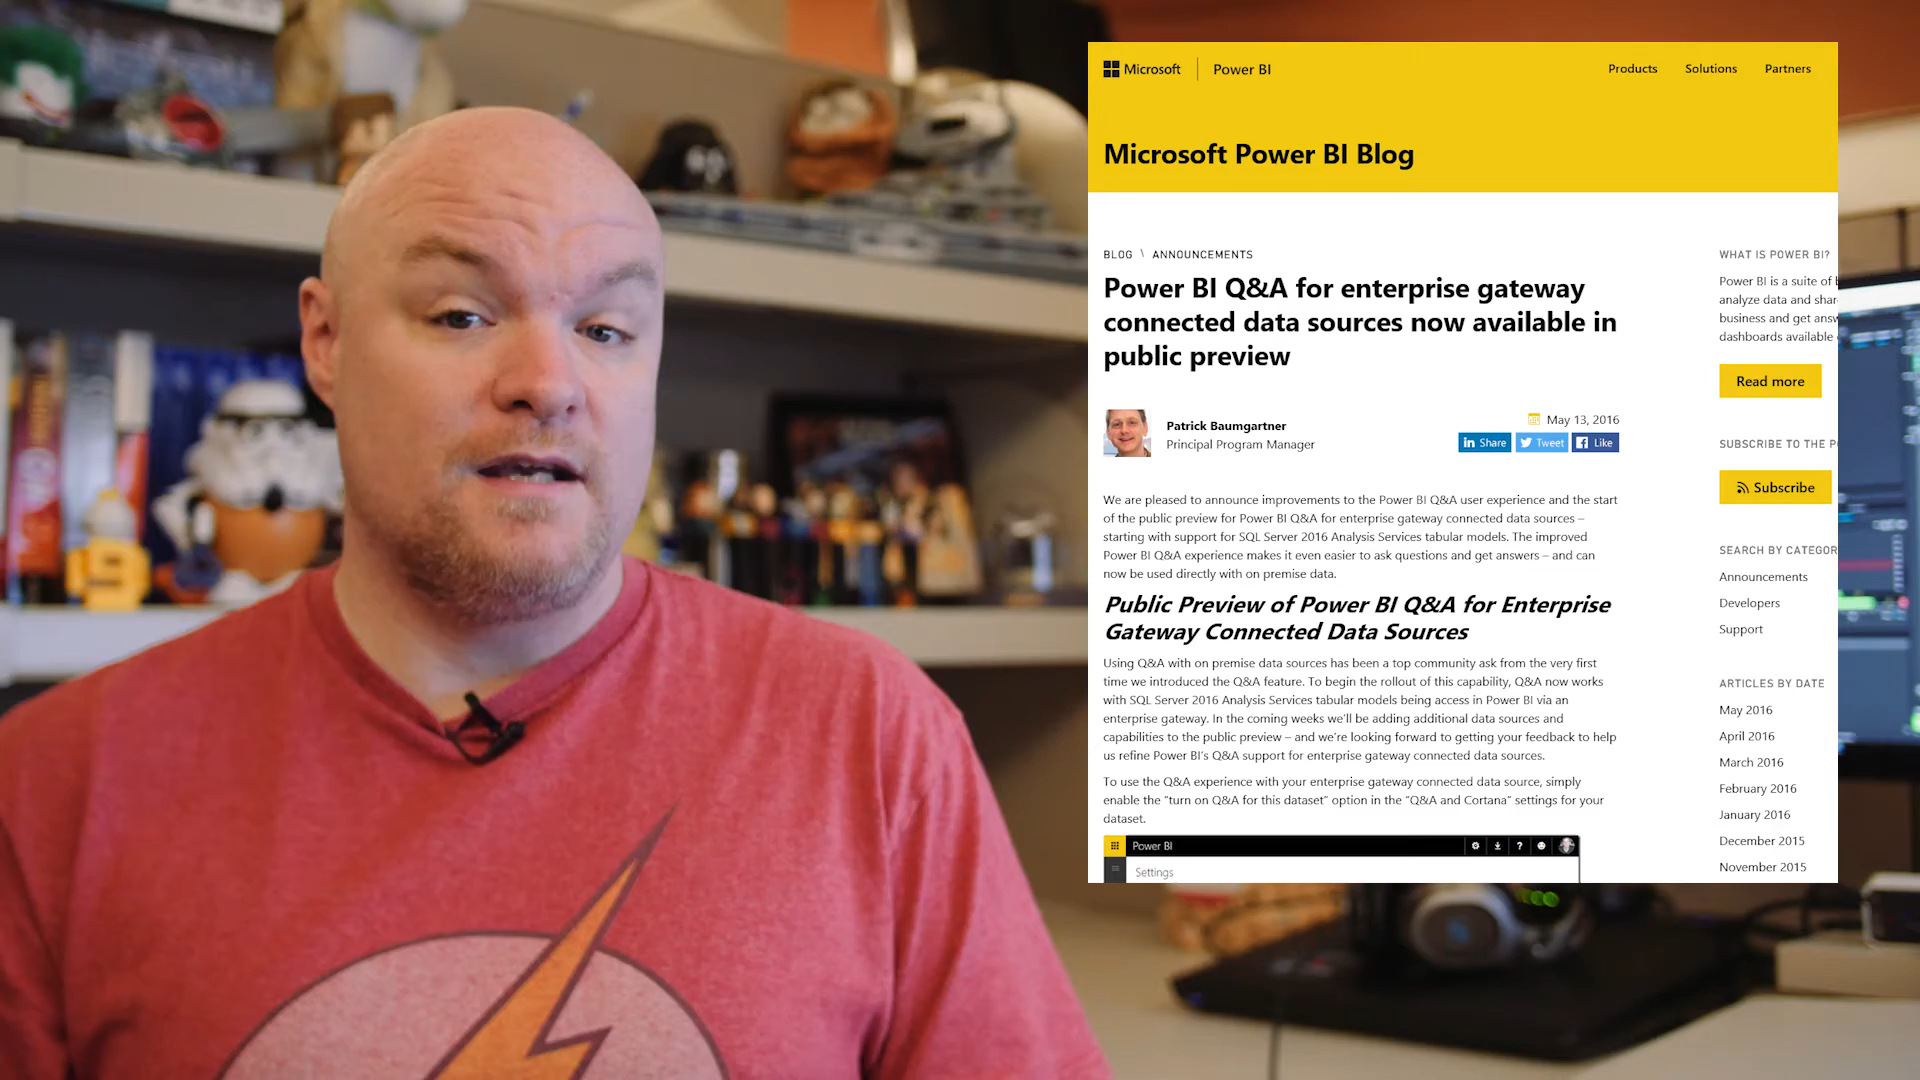 Microsoft
Power BI
Products
Solutions
Partners
Microsoft Power BI Blog
BLOG \ ANNOUNCEMENTS
Power BI Q&A for enterprise gateway
connected data sources now available in
public preview
Patrick Baumgartner
Principal Program Manager
May 13, 2016
Share
Tweet
Like
We are pleased to announce improvements to the Power BI Q&A user experience and the start
of the public preview for Power BI Q&A for enterprise gateway connected data sources –
starting with support for SQL Server 2016 Analysis Services tabular models. The improved
Power BI Q&A experience makes it even easier to ask questions and get answers – and can
now be used directly with on premise data.
Public Preview of Power BI Q&A for Enterprise
Gateway Connected Data Sources
Using Q&A with on premise data sources has been a top community ask from the very first
time we introduced the Q&A feature. To begin the rollout of this capability, Q&A now works
with SQL Server 2016 Analysis Services tabular models being access in Power BI via an
enterprise gateway. In the coming weeks we'll be adding additional data sources and
capabilities to the public preview – and we're looking forward to getting your feedback to help
us refine Power BI's Q&A support for enterprise gateway connected data sources.
To use the Q&A experience with your enterprise gateway connected data source, simply
enable the "turn on Q&A for this dataset" option in the "Q&A and Cortana" settings for your
dataset.
Power BI
Settings
WHAT IS POWER BI?
Power BI is a suite of
analyze data and
business and get
dashboards available
Read more
SUBSCRIBE TO THE
Subscribe
SEARCH BY
Announcements
Developers
Support
ARTICLES BY DATE
May 2016
April 2016
March 2016
February 2016
January 2016
December 2015
November 2015